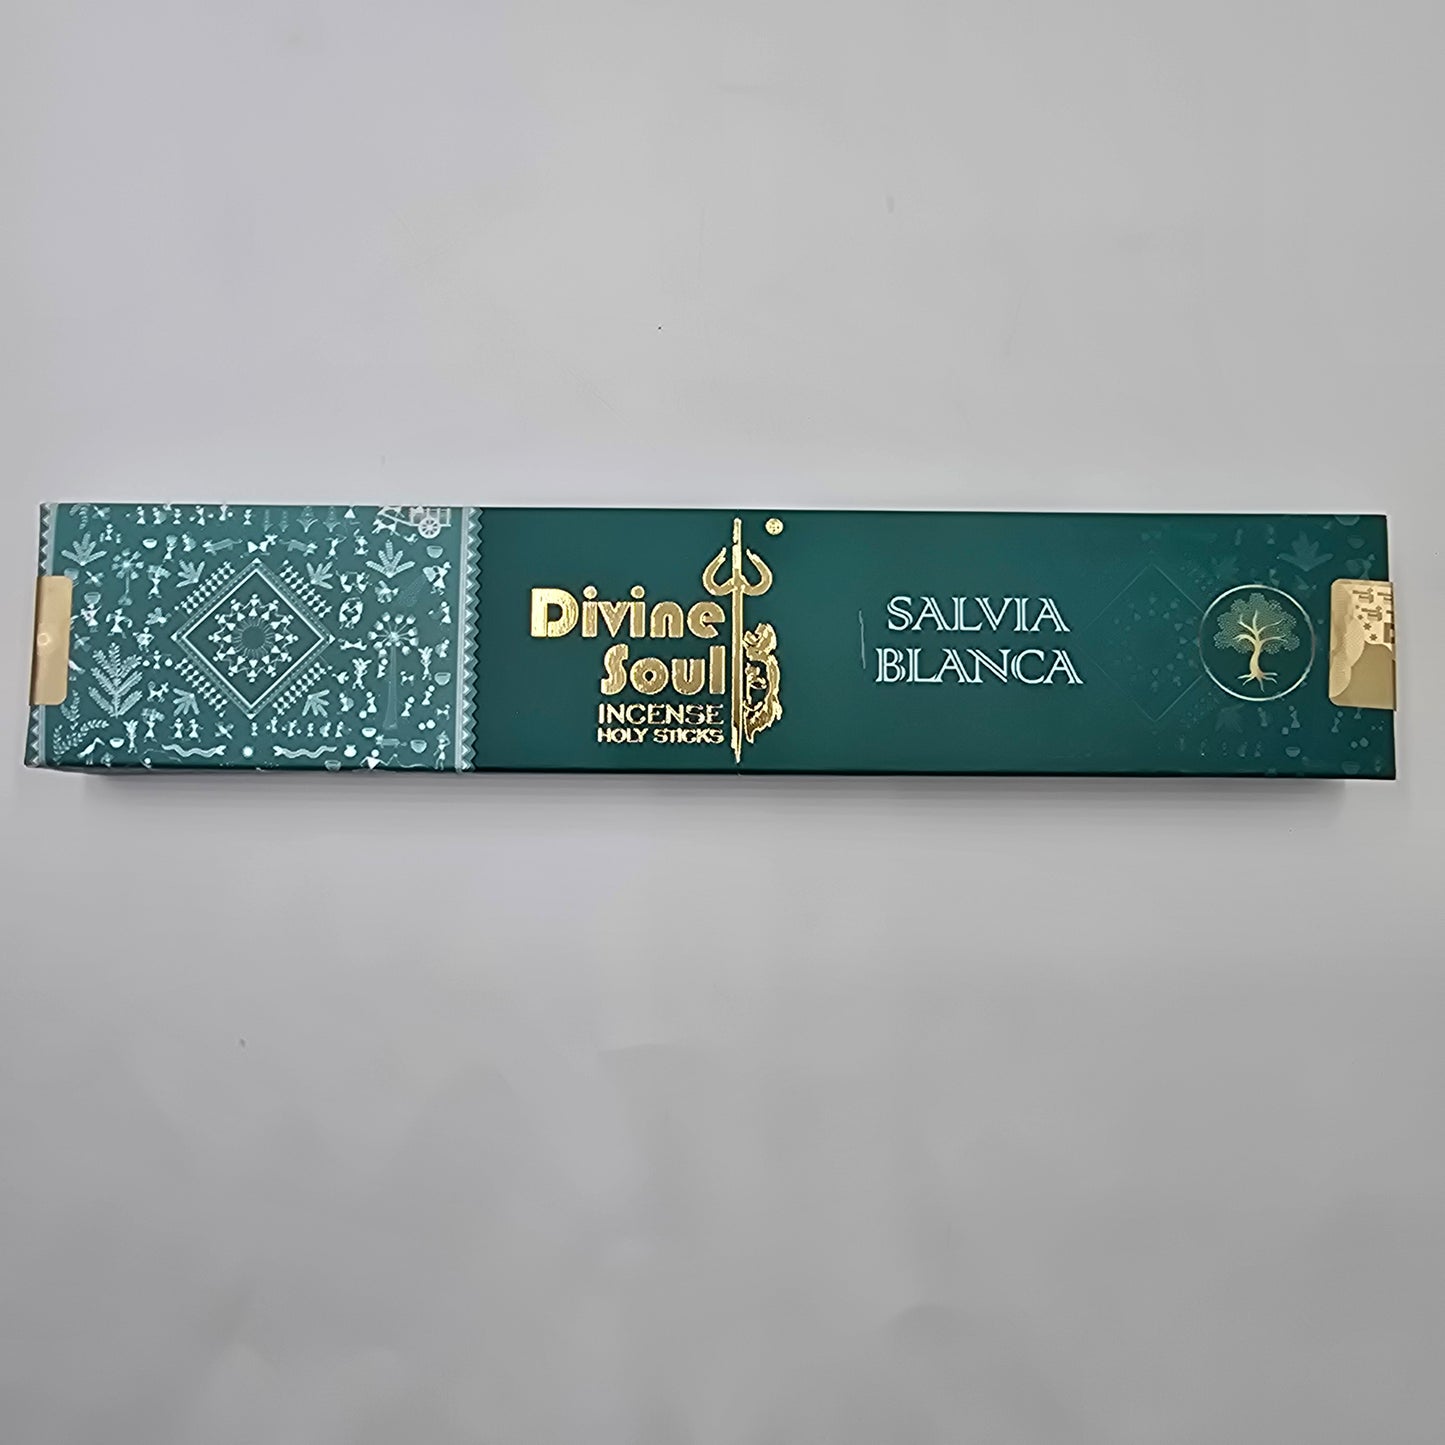 Divine
Soul
INCENSE
HOLY STICKS
SALVIA
BLANCA